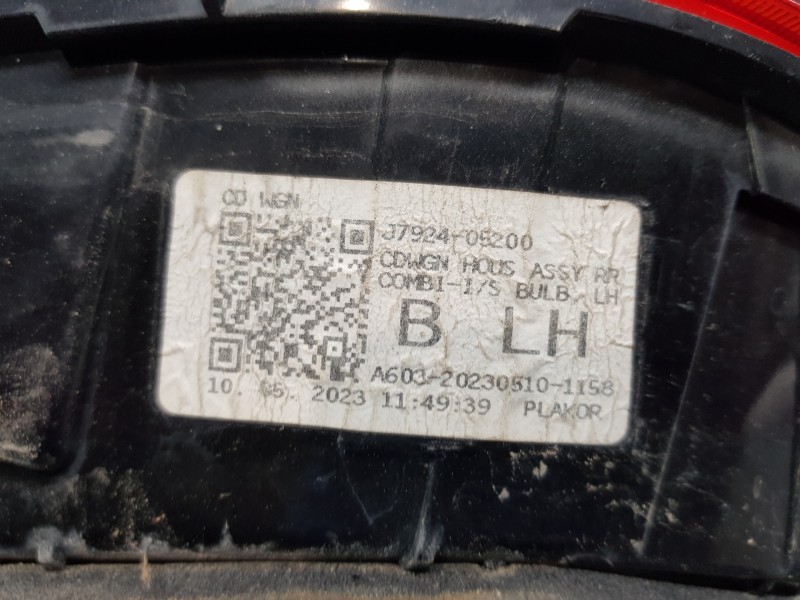 CD WGN
J7924-05200
CDWGN HOUS ASSY RR
COMBI-I/S BULB, LH
B LH
A603-20230510-1158
10. 05. 2023 11:49:39 PLAKOR